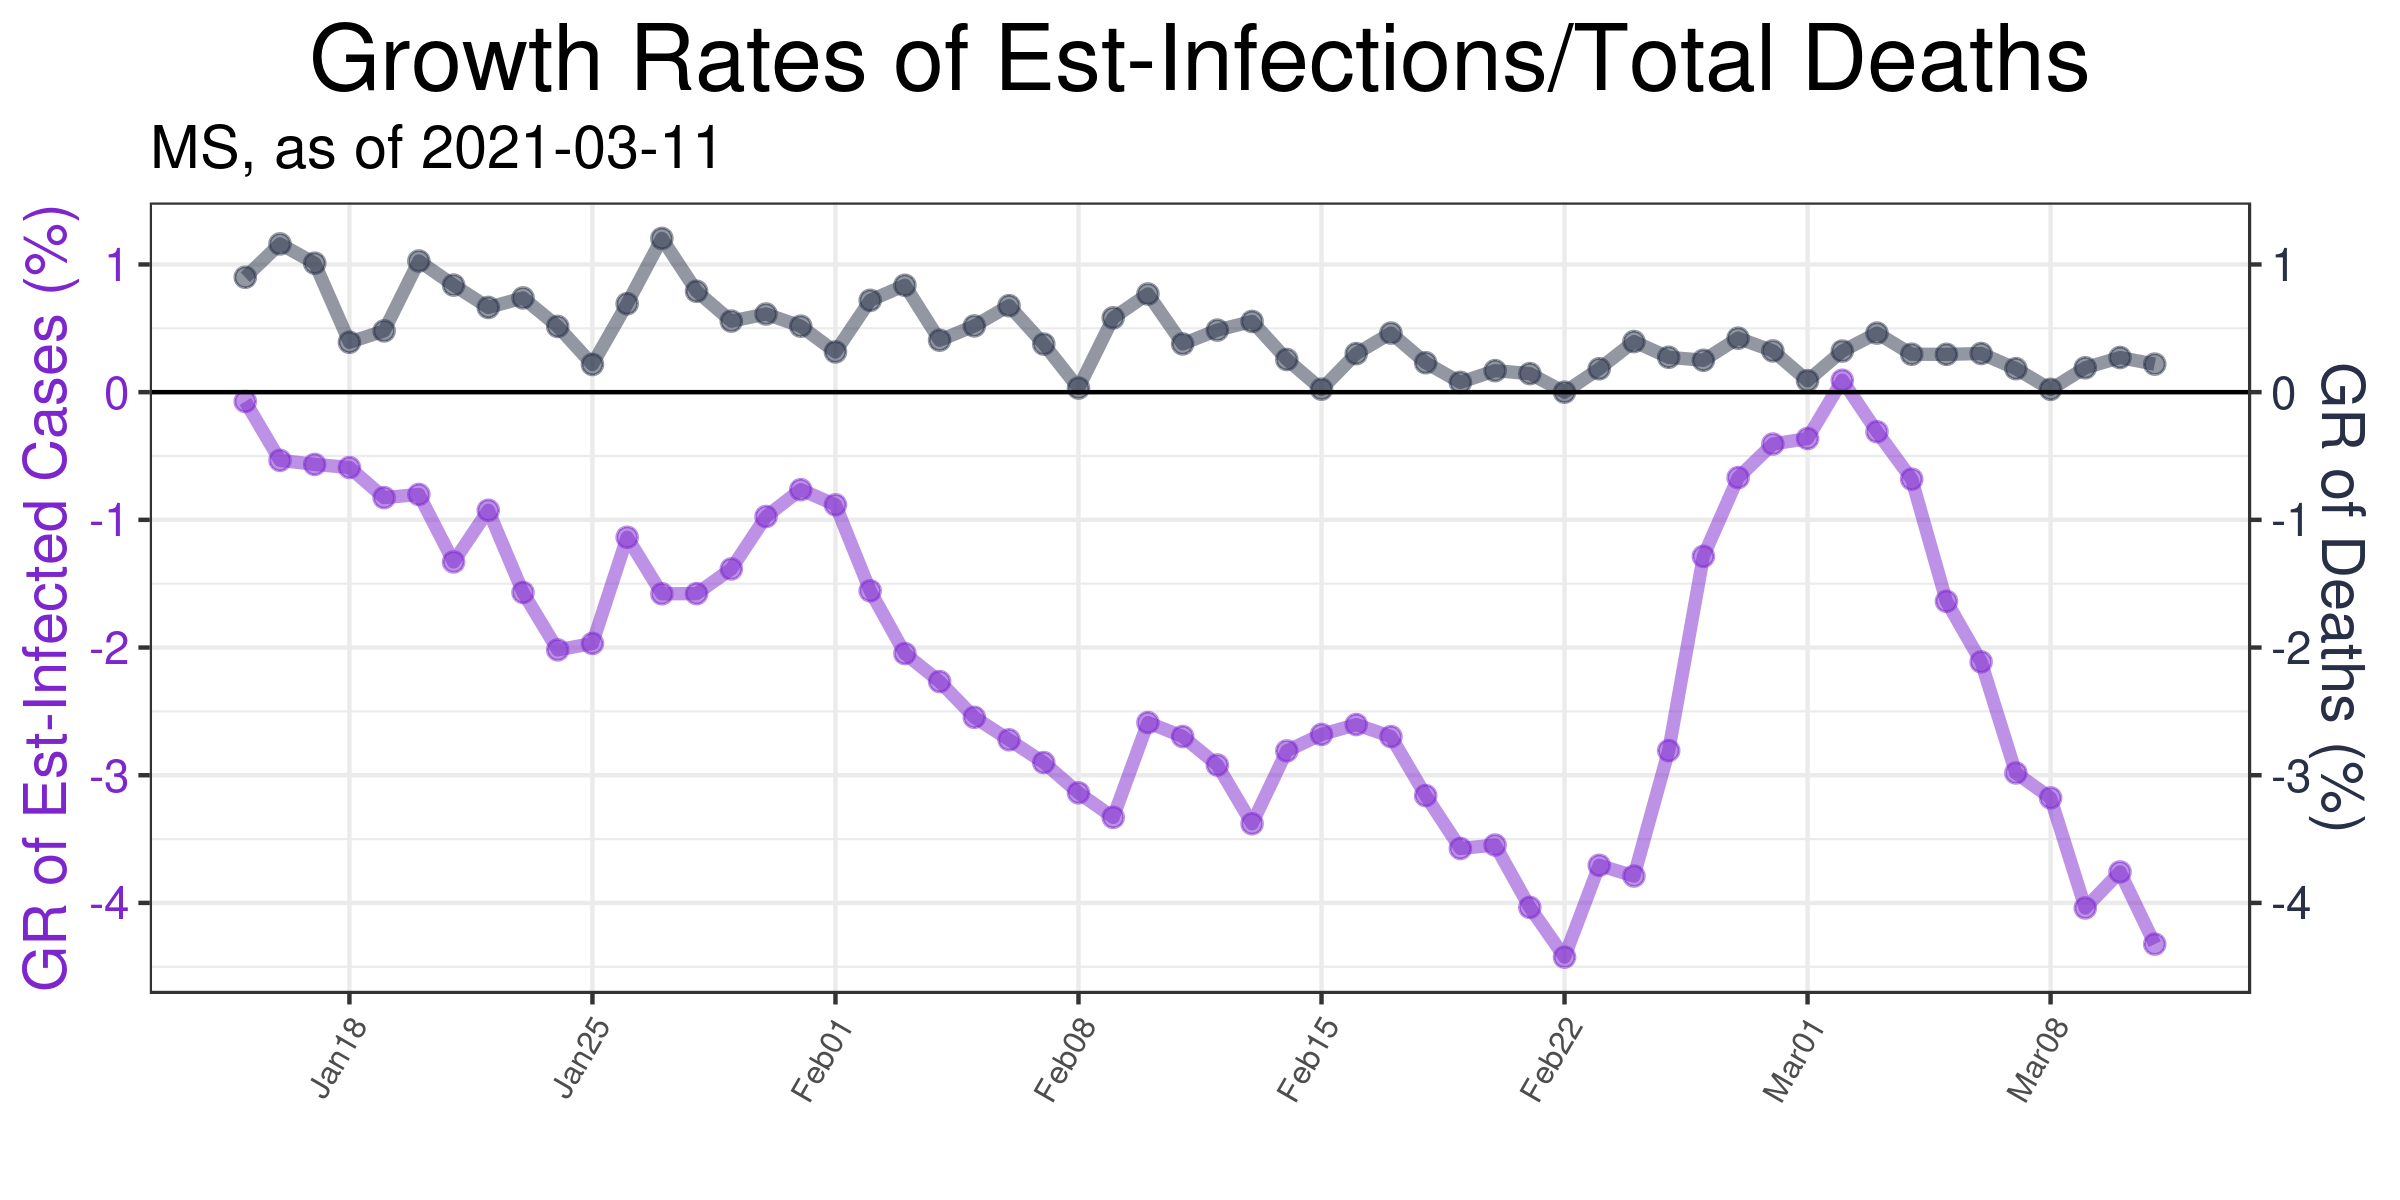 Growth Rates of Est-Infections/Total Deaths
MS, as of 2021-03-11
GR of Est-Infected Cases (%)
1
0
-1
-2
-3
-4
1
0
-1
-2
-3
-4
GR of Deaths (%)
Jan18
Jan25
Feb01
Feb08
Feb15
Feb22
Mar01
Mar08